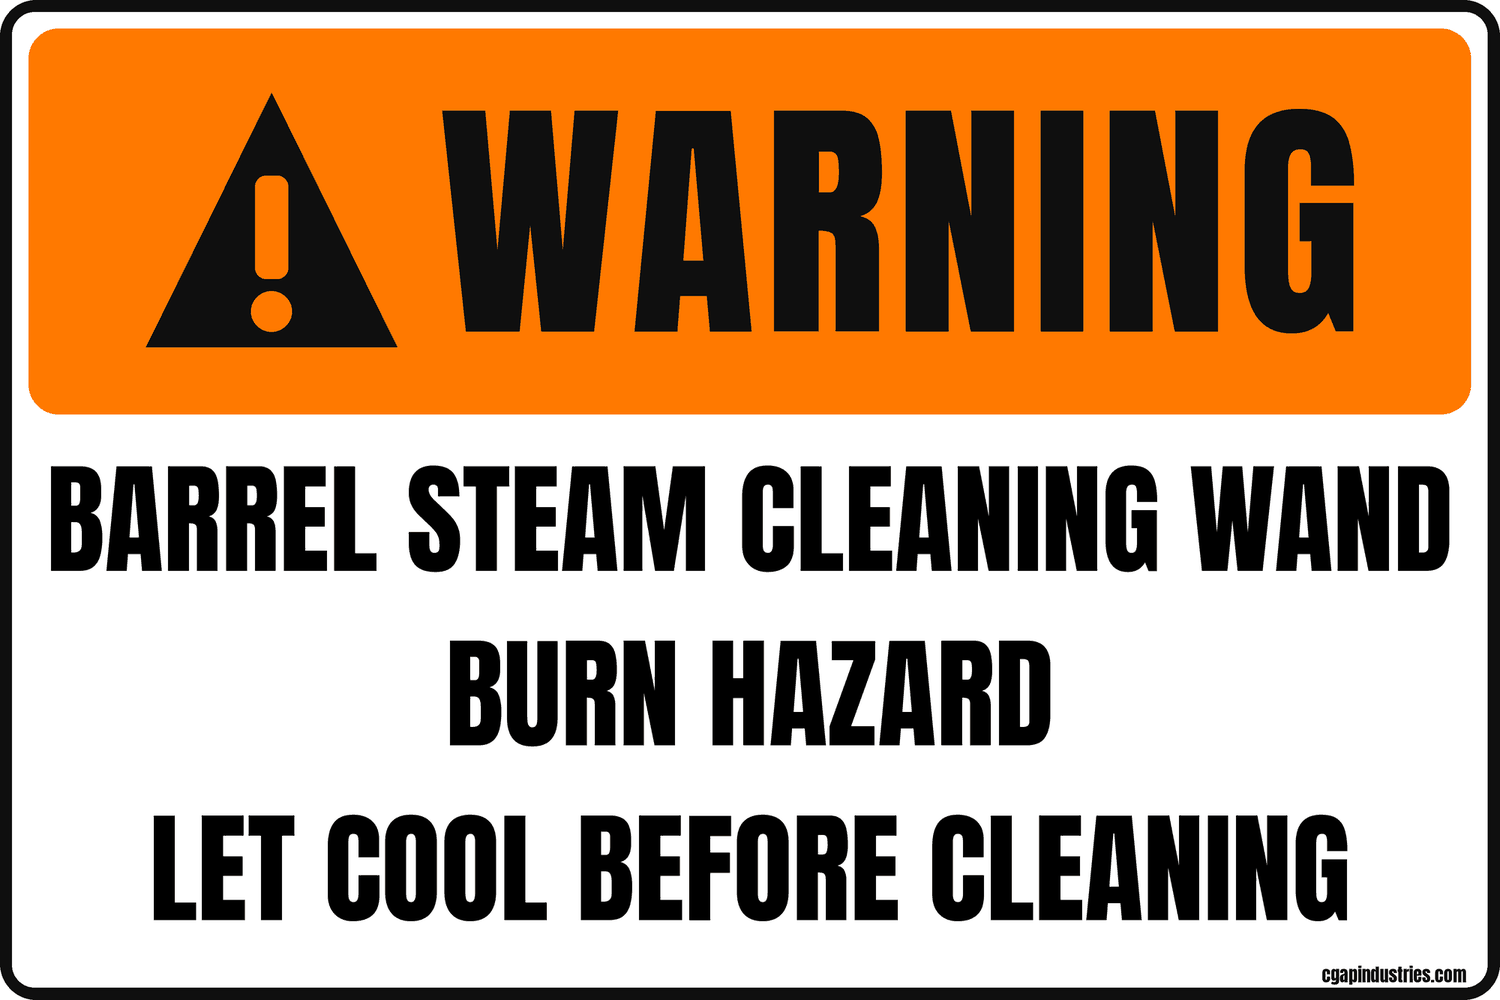 WARNING
BARREL STEAM CLEANING WAND
BURN HAZARD
LET COOL BEFORE CLEANING
cgapindustries.com